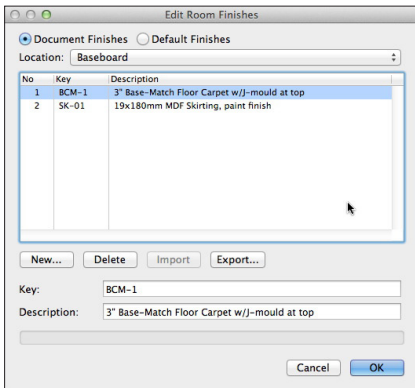 Edit Room Finishes
Document Finishes Default Finishes
Location: Baseboard
No Key Description
1 BCM-1 3" Base-Match Floor Carpet w/J-mould at top
2 SK-01 19x180mm MDF Skirting, paint finish
New... Delete Import Export...
Key: BCM-1
Description: 3" Base-Match Floor Carpet w/J-mould at top
Cancel OK